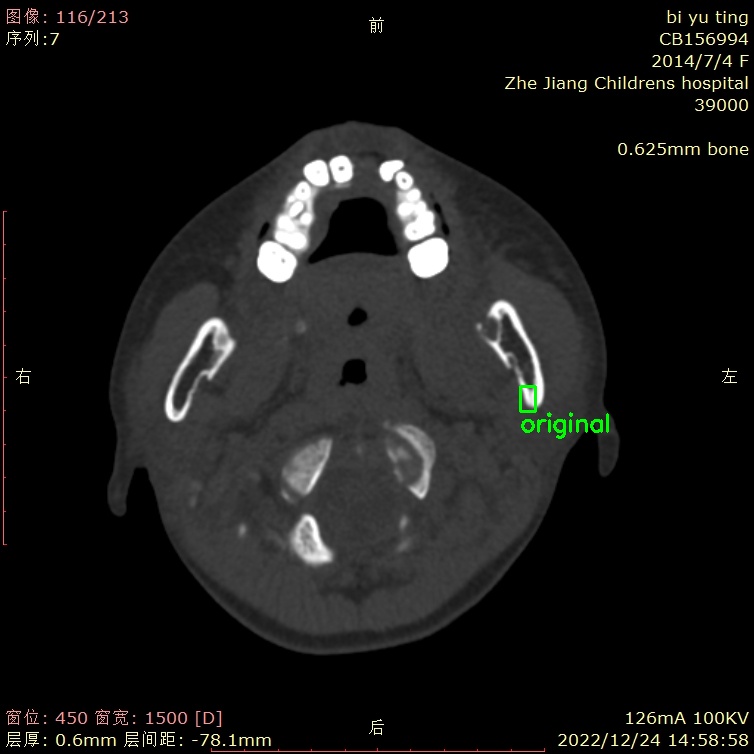 图像: 116/213
序列:7
前
bi yu ting
CB156994
2014/7/4 F
Zhe Jiang Childrens hospital
39000
0.625mm bone
右
左
original
窗位: 450 窗宽: 1500 [D]
层厚: 0.6mm 层间距: -78.1mm
后
126mA 100KV
2022/12/24 14:58:58